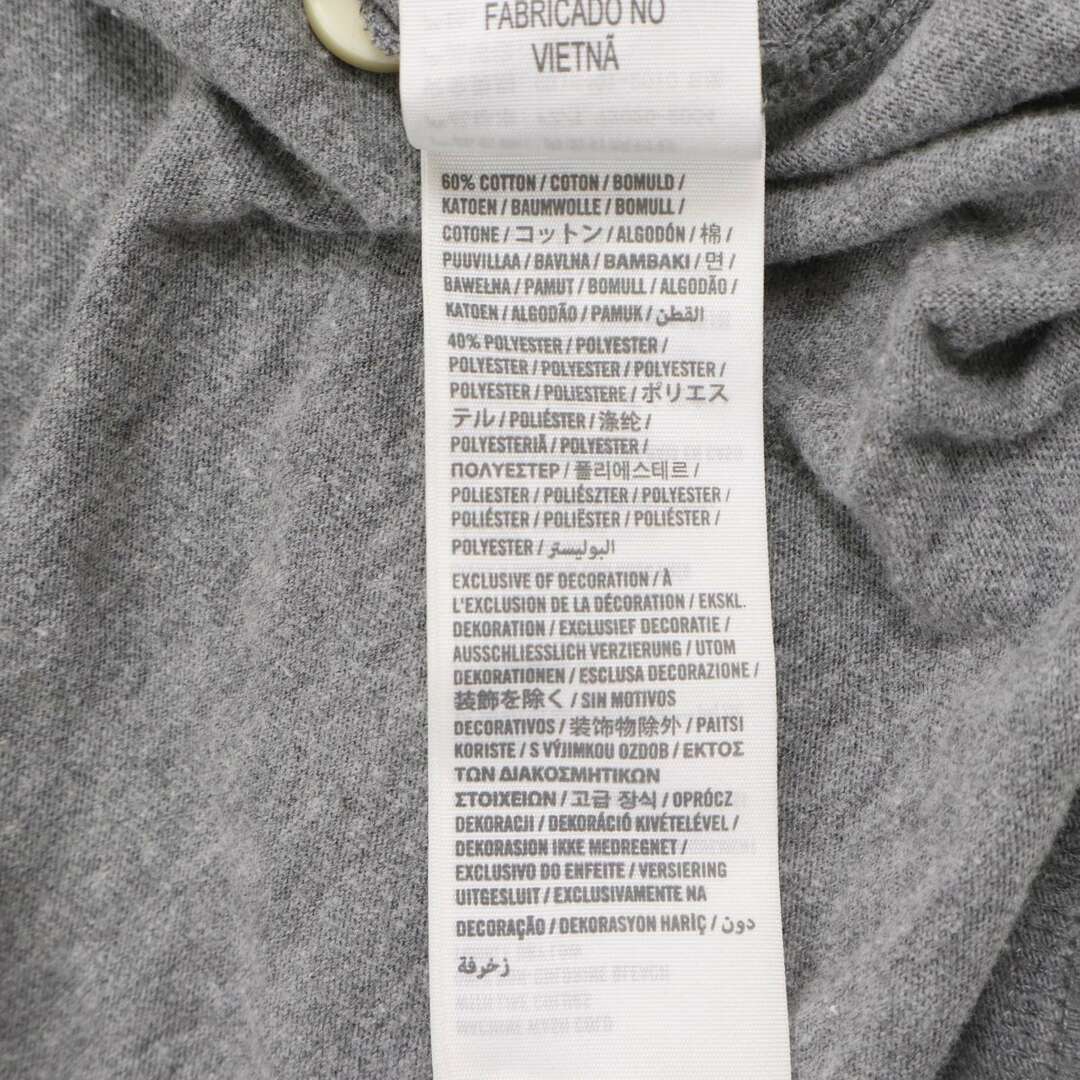 FABRICADO NO
VIETNÃ
60% COTTON / COTON / BOMULD /
KATOEN / BAUMWOLLE / BOMULL /
COTONE / コットン / ALGODÓN / 棉 /
PUUVILLAA / BAVLNA / BAMBAKI / 면 /
BAWEŁNA / PAMUT / BOMULL / ALGODÃO /
KATOEN / ALGODÃO / PAMUK / القطن
40% POLYESTER / POLYESTER /
POLYESTER / POLYESTER / POLYESTER /
POLYESTER / POLIESTERE / ポリエス
テル / POLIÉSTER / 涤纶 /
POLYESTERIÄ / POLYESTER /
ΠΟΛΥΕΣΤΕΡ / 폴리에스테르 /
POLIESTER / POLIÉSZTER / POLYESTER /
POLIÉSTER / POLIËSTER / POLIÉSTER /
POLYESTER / البوليستر
EXCLUSIVE OF DECORATION / À
L'EXCLUSION DE LA DÉCORATION / EKSKL.
DEKORATION / EXCLUSIEF DECORATIE /
AUSSCHLIESSLICH VERZIERUNG / UTOM
DEKORATIONEN / ESCLUSA DECORAZIONE /
装飾を除く / SIN MOTIVOS
DECORATIVOS / 装饰物除外 / PAITSI
KORISTE / S VÝJIMKOU OZDOB / ΕΚΤΟΣ
ΤΩΝ ΔΙΑΚΟΣΜΗΤΙΚΩΝ
ΣΤΟΙΧΕΙΩΝ / 고급 장식 / OPRÓCZ
DEKORACJI / DEKORÁCIÓ KIVÉTELÉVEL /
DEKORASJON IKKE MEDREGNET /
EXCLUSIVO DO ENFEITE / VERSIERING
UITGESLUIT / EXCLUSIVAMENTE NA
DECORAÇÃO / DEKORASYON HARİÇ / دون
زخرفة